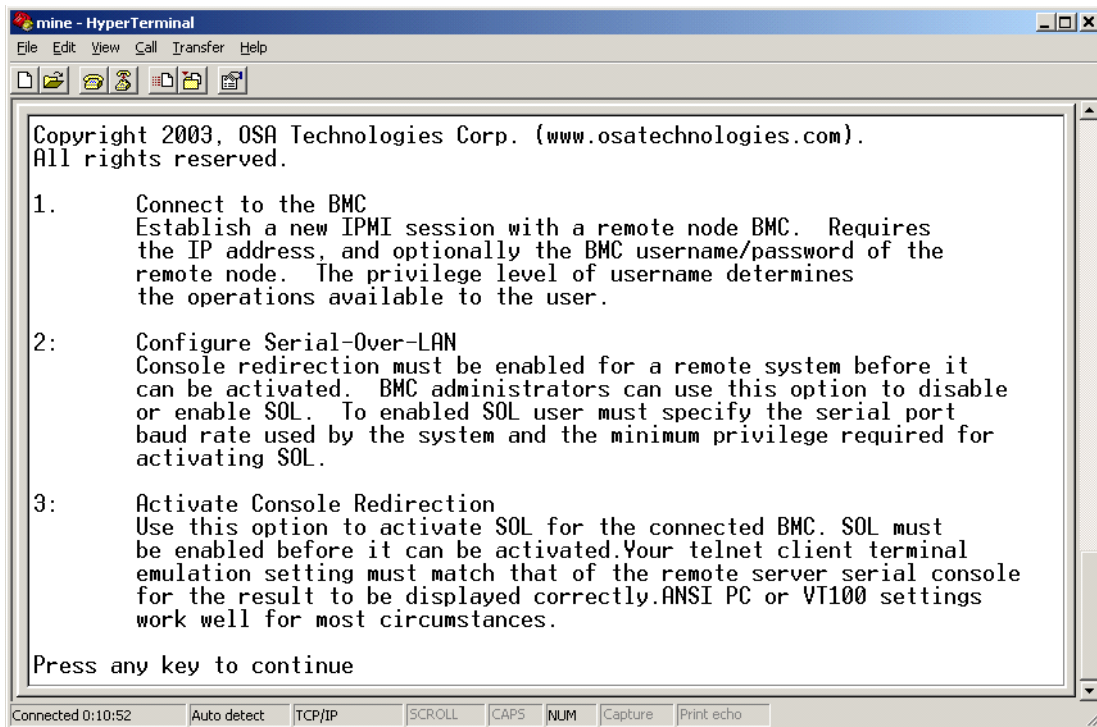 mine - HyperTerminal
File Edit View Call Transfer Help
Copyright 2003, OSA Technologies Corp. (www.osatechnologies.com).
All rights reserved.
1. Connect to the BMC
Establish a new IPMI session with a remote node BMC. Requires
the IP address, and optionally the BMC username/password of the
remote node. The privilege level of username determines
the operations available to the user.
2: Configure Serial-Over-LAN
Console redirection must be enabled for a remote system before it
can be activated. BMC administrators can use this option to disable
or enable SOL. To enabled SOL user must specify the serial port
baud rate used by the system and the minimum privilege required for
activating SOL.
3: Activate Console Redirection
Use this option to activate SOL for the connected BMC. SOL must
be enabled before it can be activated.Your telnet client terminal
emulation setting must match that of the remote server serial console
for the result to be displayed correctly.ANSI PC or VT100 settings
work well for most circumstances.
Press any key to continue
Connected 0:10:52 Auto detect TCP/IP SCROLL CAPS NUM Capture Print echo